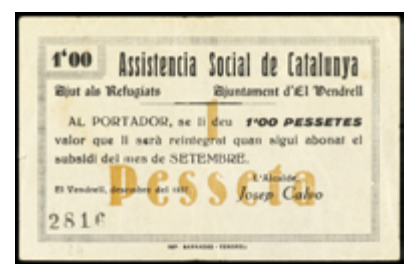 1'00 Assistencia Social de Catalunya
Ajut als Refugiats Ajuntament d'El Vendrell
1
AL PORTADOR, se li deu 1'00 PESSETES
valor que li serà reintegrat quan sigui abonat el
subsidi del mes de SETEMBRE.
L'Alcalde,
El Vendrell, desembre del 1937
Pesseta
Josep Calvo
2816
IMP. - VENDRELL